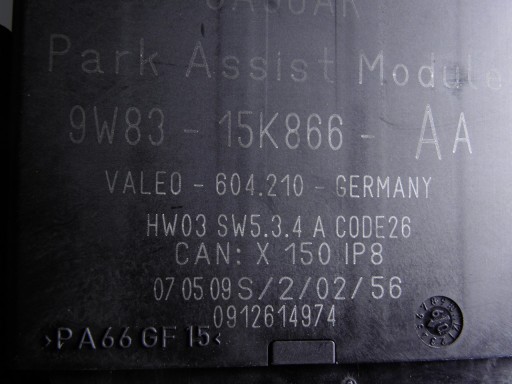 JAGUAR
Park Assist Module
9W83 - 15K866 - AA
VALEO - 604.210 - GERMANY
HW03 SW5.3.4 A CODE26
CAN: X 150 IP8
07 05 09 S/2/02/56
0912614974
>PA66 GF 15<